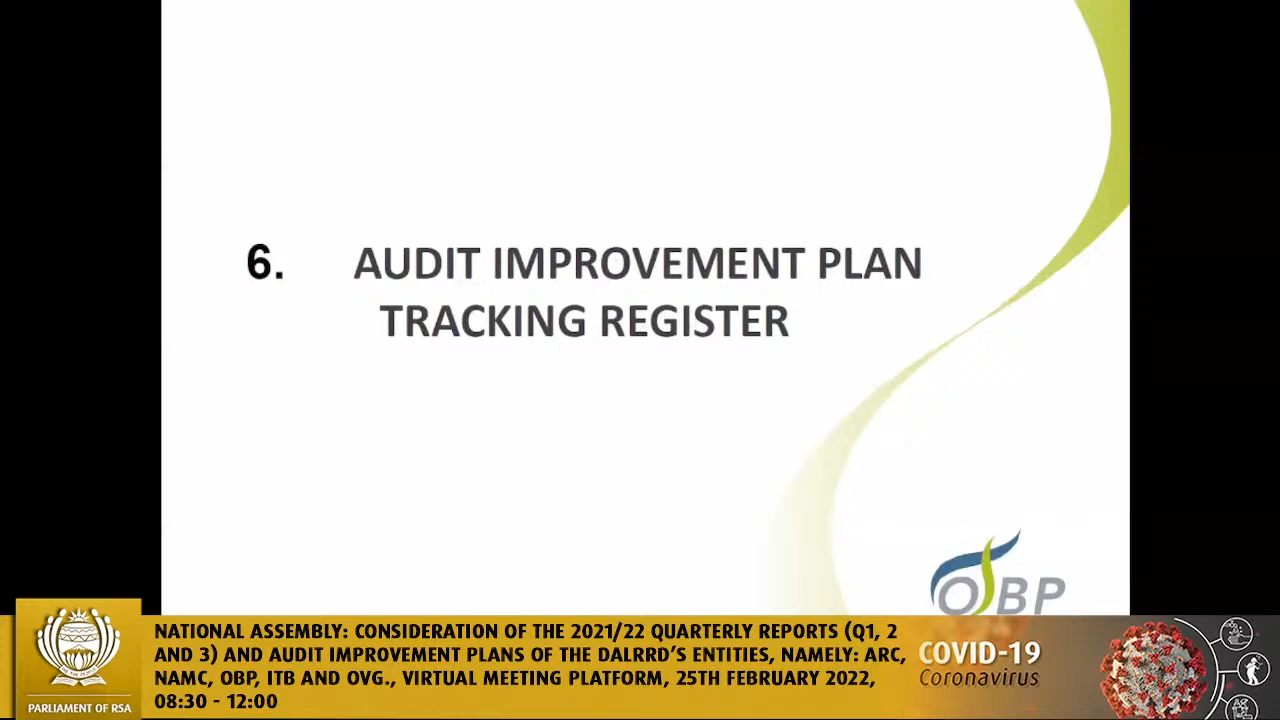 6. AUDIT IMPROVEMENT PLAN
TRACKING REGISTER
OBP
NATIONAL ASSEMBLY: CONSIDERATION OF THE 2021/22 QUARTERLY REPORTS (Q1, 2
AND 3) AND AUDIT IMPROVEMENT PLANS OF THE DALRRD'S ENTITIES, NAMELY: ARC,
NAMC, OBP, ITB AND OVG., VIRTUAL MEETING PLATFORM, 25TH FEBRUARY 2022,
08:30 - 12:00
PARLIAMENT OF RSA
COVID-19
Coronavirus